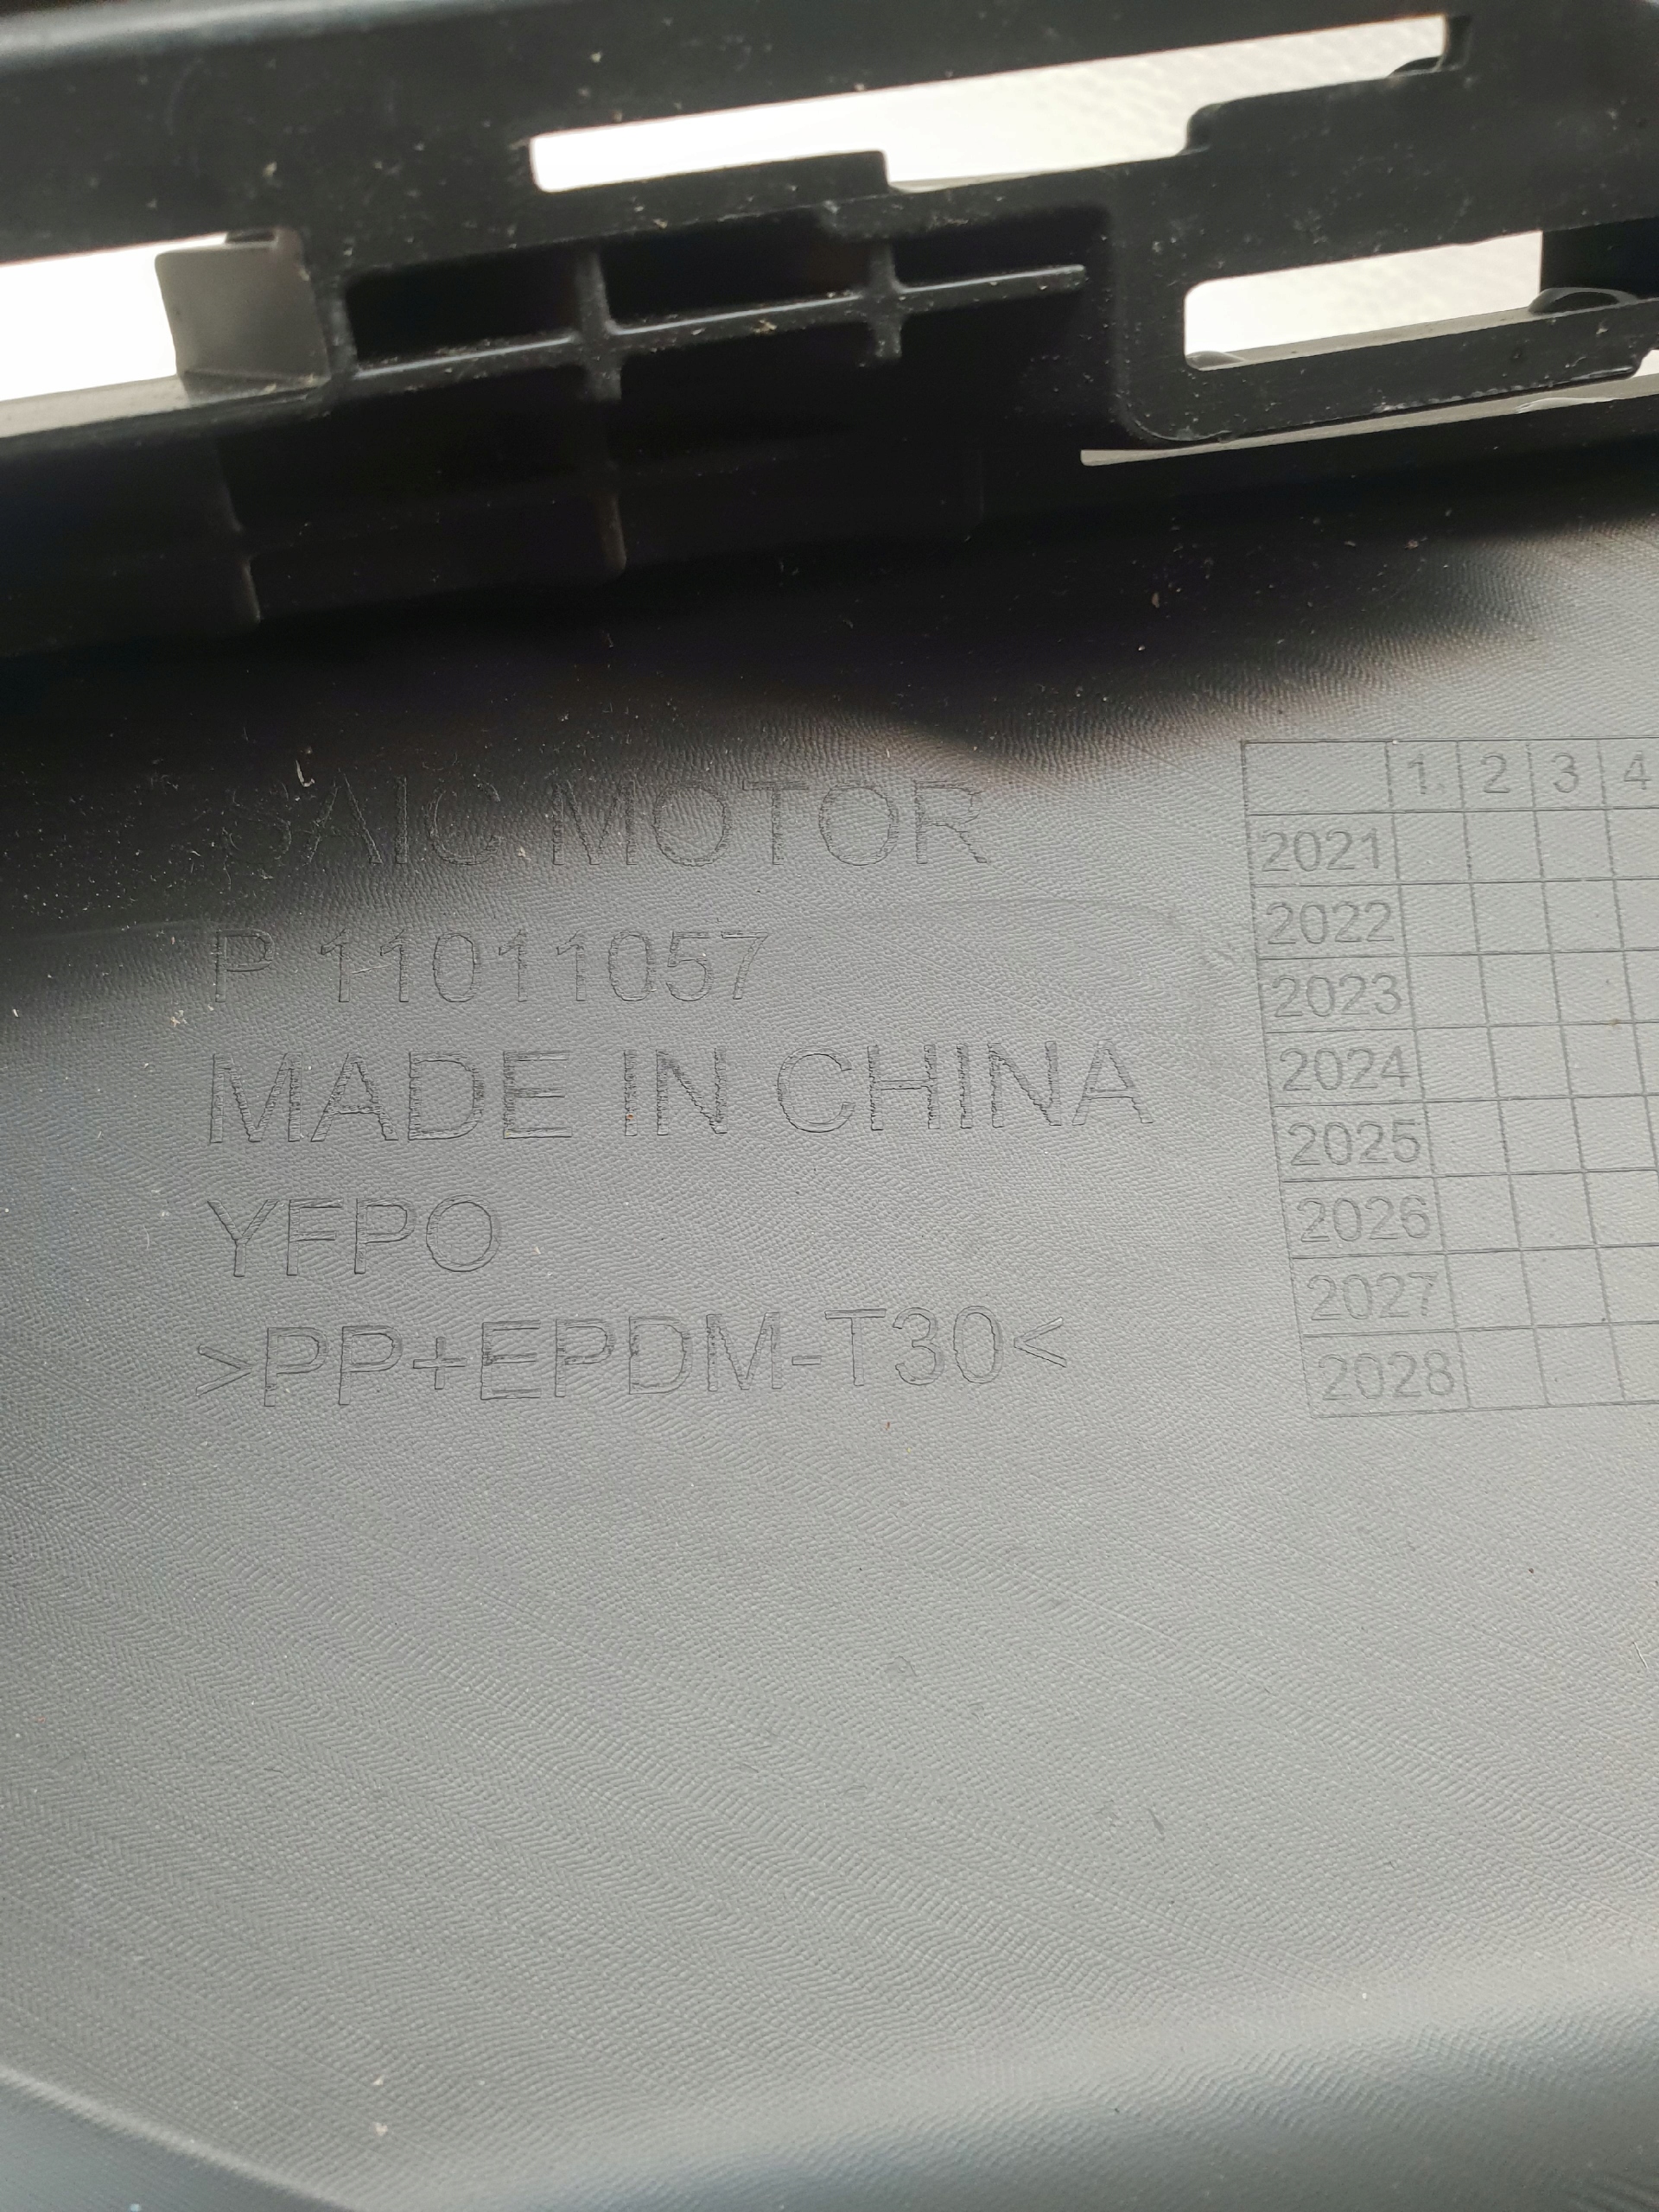 SAIC MOTOR
P 11011057
MADE IN CHINA
YFPO
>PP+EPDM-T30<
1 2 3 4
2021
2022
2023
2024
2025
2026
2027
2028